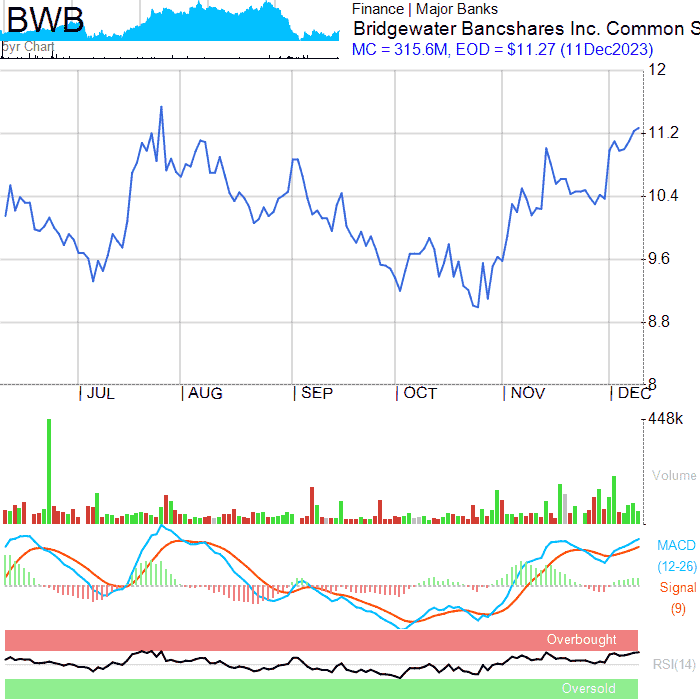 BWB
byr Chart
Finance | Major Banks
Bridgewater Bancshares Inc. Common S
MC = 315.6M, EOD = $11.27 (11Dec2023)
12
11.2
10.4
9.6
8.8
8
JUL AUG SEP OCT NOV DEC
448k
Volume
MACD
(12-26)
Signal
(9)
Overbought
RSI(14)
Oversold